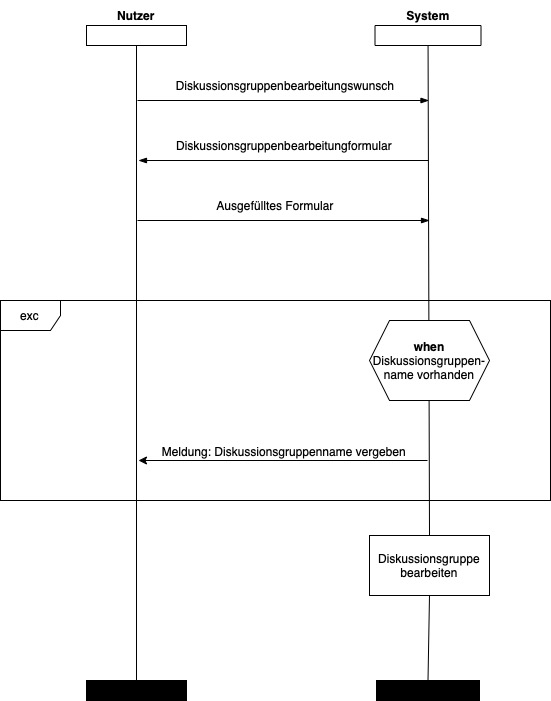 Nutzer
System
Diskussionsgruppenbearbeitungswunsch
Diskussionsgruppenbearbeitungformular
Ausgefülltes Formular
exc
when
Diskussionsgruppen-
name vorhanden
Meldung: Diskussionsgruppenname vergeben
Diskussionsgruppe
bearbeiten